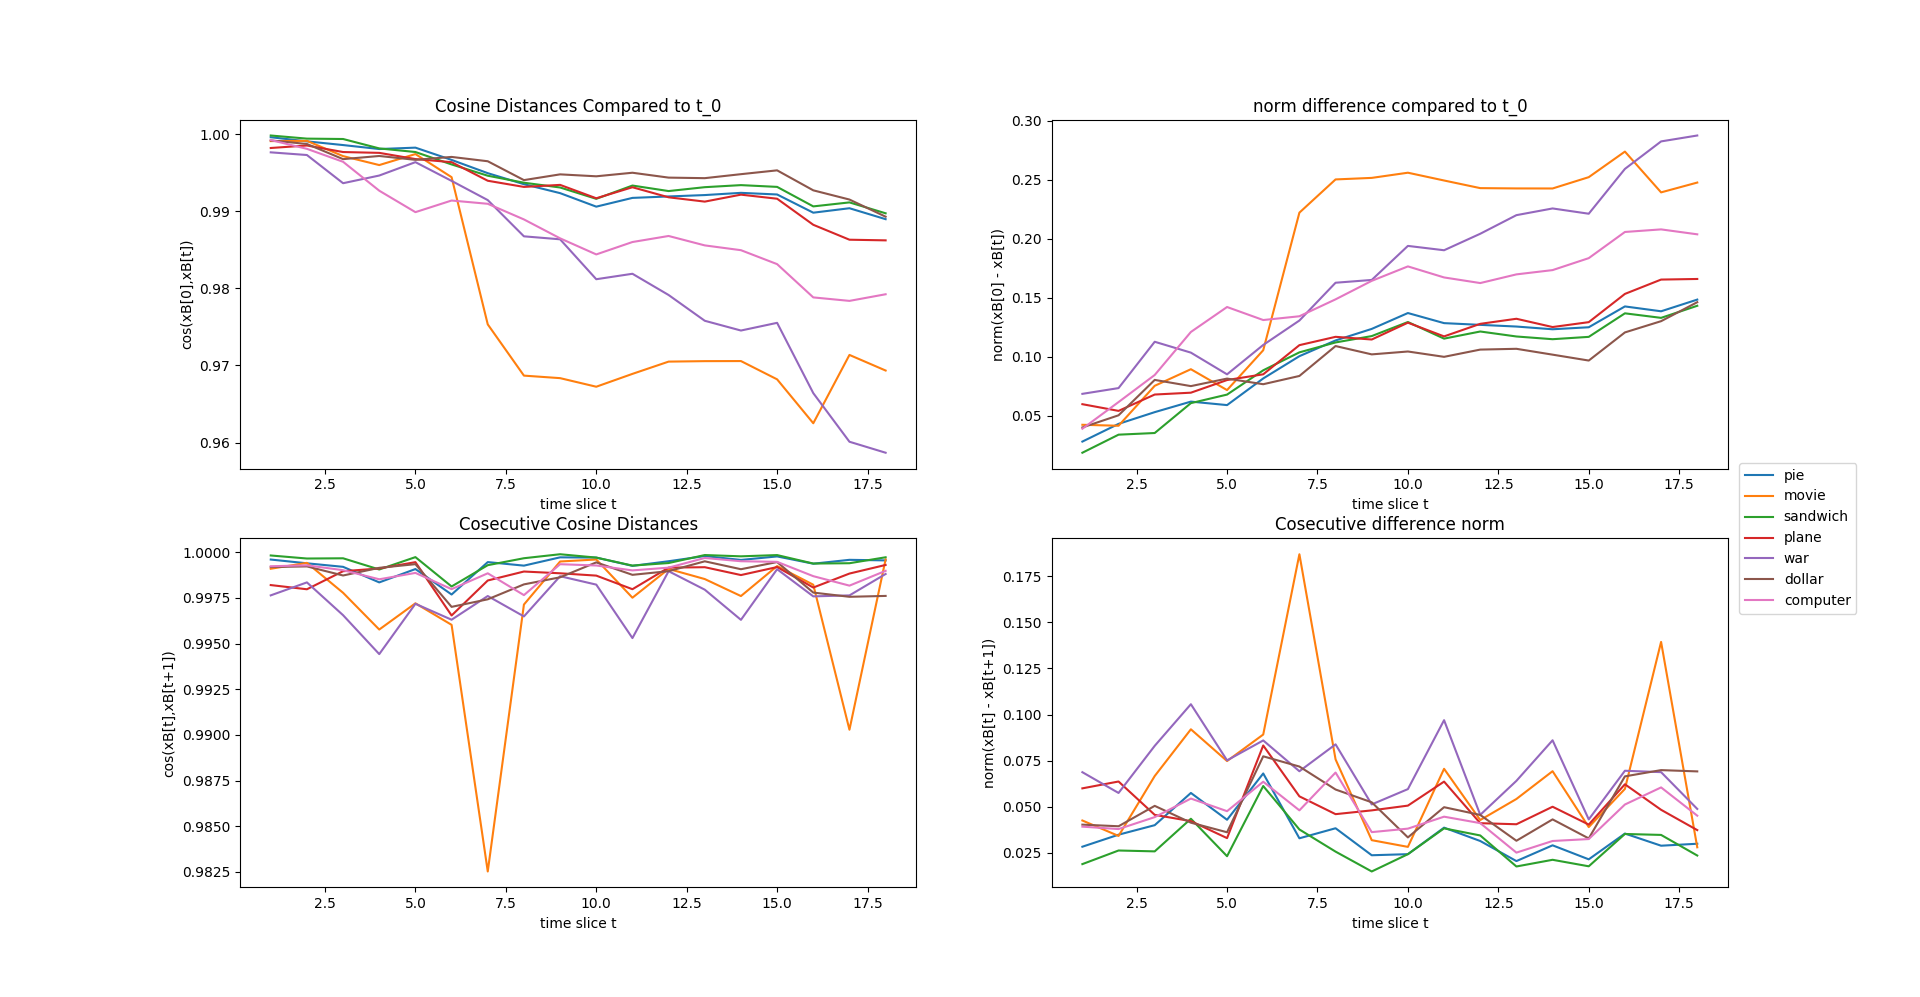 Cosine Distances Compared to t_0
cos(xB[0],xB[t])
1.00
0.99
0.98
0.97
0.96
2.5 5.0 7.5 10.0 12.5 15.0 17.5
time slice t
norm difference compared to t_0
norm(xB[0] - xB[t])
0.30
0.25
0.20
0.15
0.10
0.05
2.5 5.0 7.5 10.0 12.5 15.0 17.5
time slice t
Cosecutive Cosine Distances
cos(xB[t],xB[t+1])
1.0000
0.9975
0.9950
0.9925
0.9900
0.9875
0.9850
0.9825
2.5 5.0 7.5 10.0 12.5 15.0 17.5
time slice t
Cosecutive difference norm
norm(xB[t] - xB[t+1])
0.175
0.150
0.125
0.100
0.075
0.050
0.025
2.5 5.0 7.5 10.0 12.5 15.0 17.5
time slice t
pie
movie
sandwich
plane
war
dollar
computer